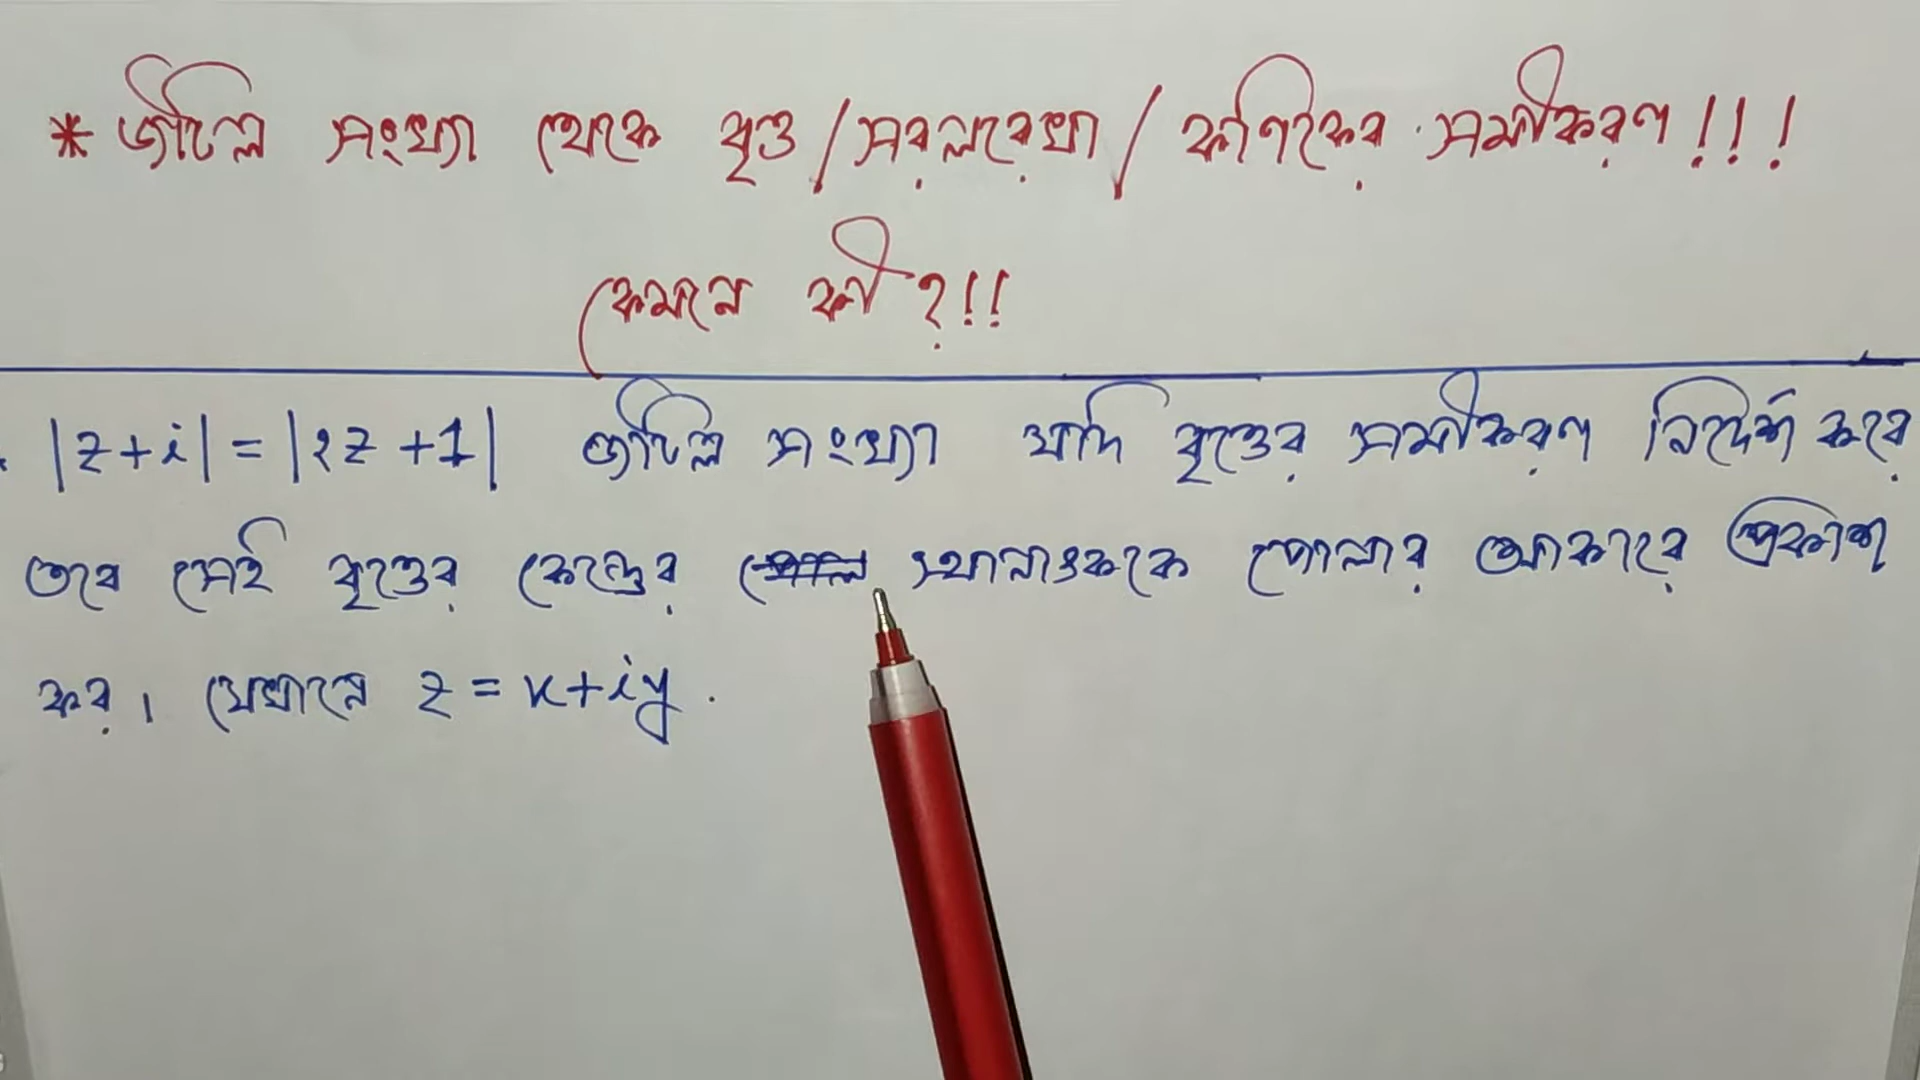 * জটিল সংখ্যা থেকে বৃত্ত/সরলরেখা/কণিকের সমীকরণ!!!
কেমনে কী?!!
|z+i| = |2z+1| জটিল সংখ্যা যদি বৃত্তের সমীকরণ নির্দেশ করে
তবে সেই বৃত্তের কেন্দ্রের স্থানাংককে পোলার আকারে প্রকাশ
কর। যেখানে z = x+iy.